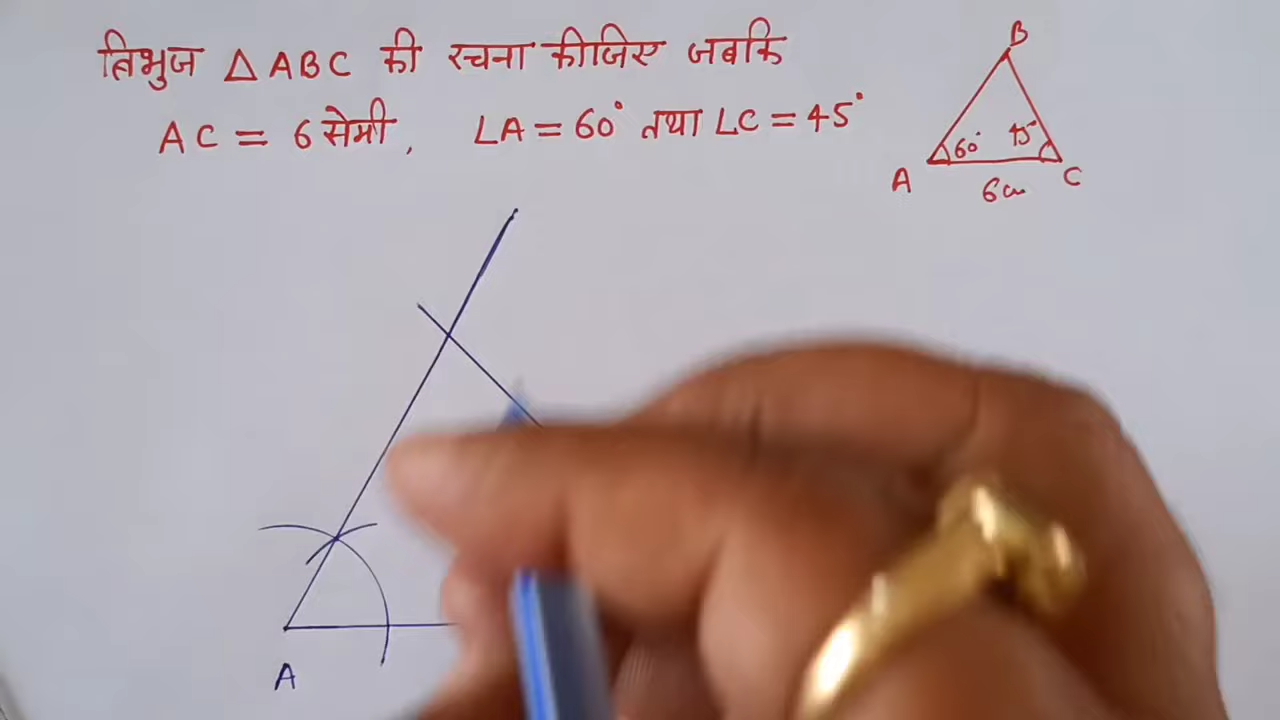 त्रिभुज △ABC की रचना कीजिए जबकि
AC = 6 सेमी, ∠A = 60° तथा ∠C = 45°
B
60° 45°
A C
6cm
A